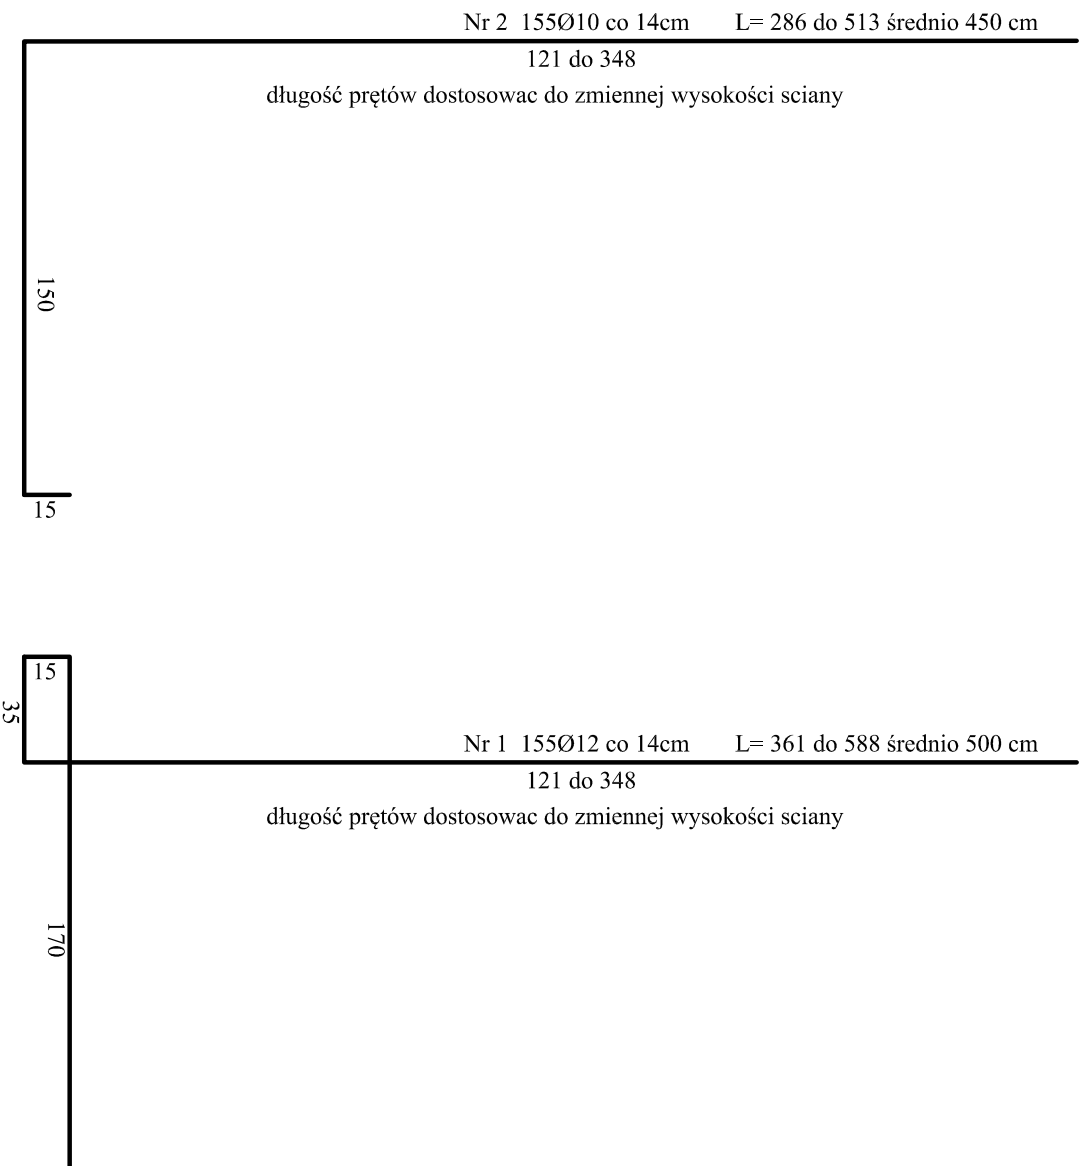 Nr 2 155Ø10 co 14cm L= 286 do 513 średnio 450 cm
121 do 348
długość prętów dostosowac do zmiennej wysokości sciany
150
15
15
35
Nr 1 155Ø12 co 14cm L= 361 do 588 średnio 500 cm
121 do 348
długość prętów dostosowac do zmiennej wysokości sciany
170